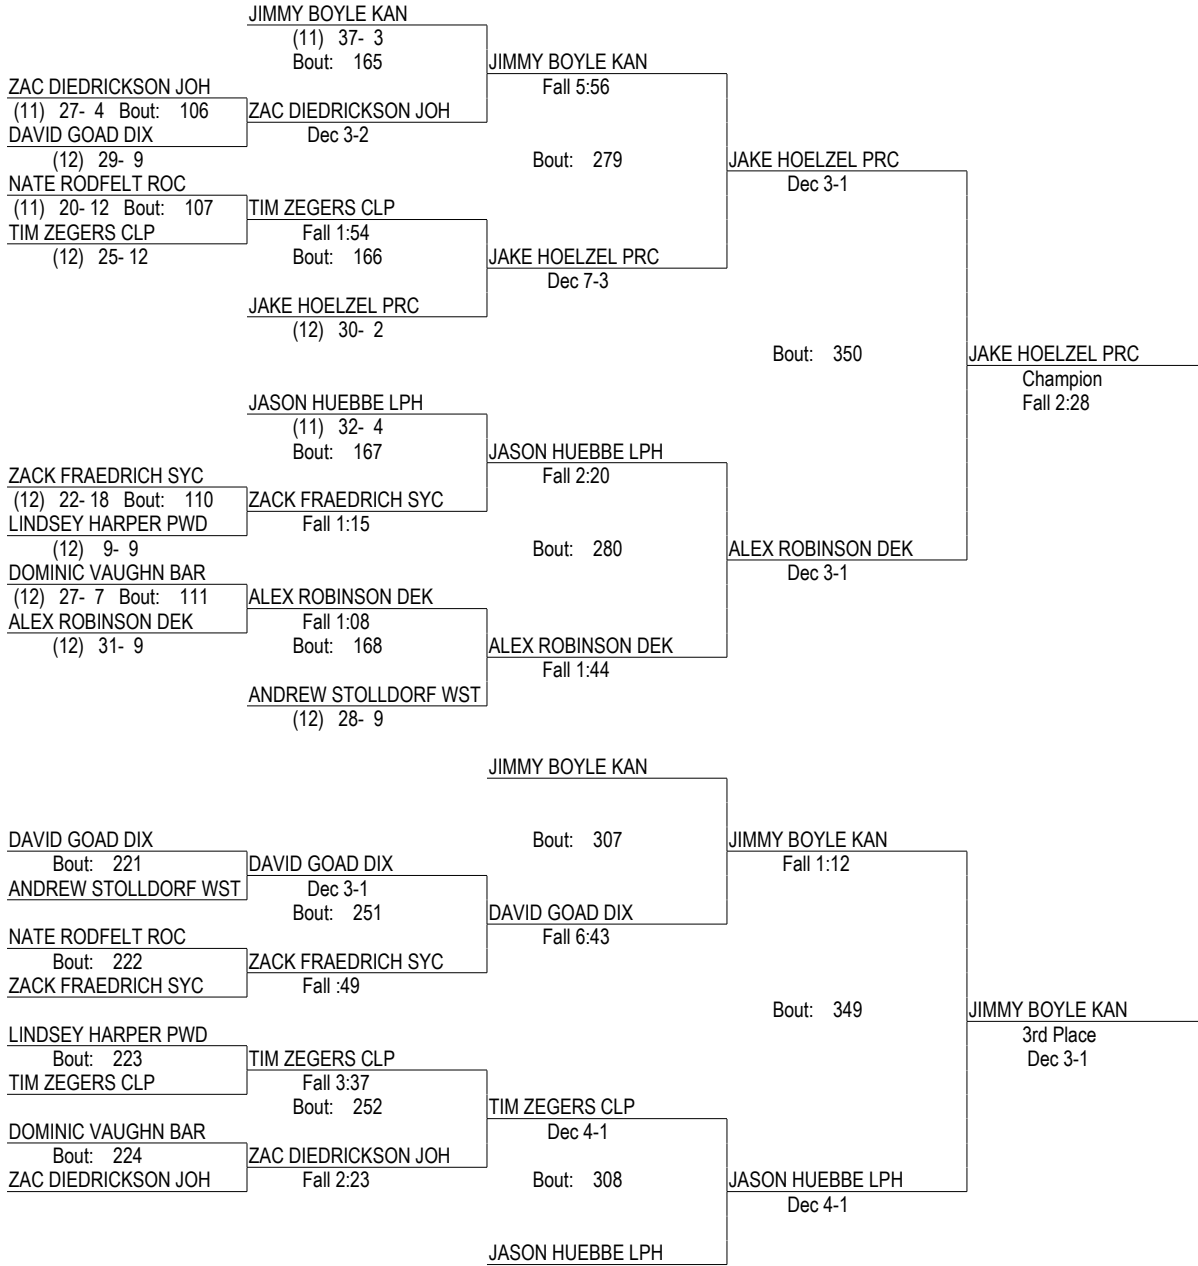 JIMMY BOYLE KAN
(11) 37- 3
Bout: 165
JIMMY BOYLE KAN
Fall 5:56
ZAC DIEDRICKSON JOH
(11) 27- 4 Bout: 106
ZAC DIEDRICKSON JOH
Dec 3-2
DAVID GOAD DIX
(12) 29- 9
Bout: 279
JAKE HOELZEL PRC
Dec 3-1
NATE RODFELT ROC
(11) 20- 12 Bout: 107
TIM ZEGERS CLP
Fall 1:54
TIM ZEGERS CLP
(12) 25- 12
Bout: 166
JAKE HOELZEL PRC
Dec 7-3
JAKE HOELZEL PRC
(12) 30- 2
Bout: 350
JAKE HOELZEL PRC
Champion
Fall 2:28
JASON HUEBBE LPH
(11) 32- 4
Bout: 167
JASON HUEBBE LPH
Fall 2:20
ZACK FRAEDRICH SYC
(12) 22- 18 Bout: 110
ZACK FRAEDRICH SYC
Fall 1:15
LINDSEY HARPER PWD
(12) 9- 9
Bout: 280
ALEX ROBINSON DEK
Dec 3-1
DOMINIC VAUGHN BAR
(12) 27- 7 Bout: 111
ALEX ROBINSON DEK
Fall 1:08
ALEX ROBINSON DEK
(12) 31- 9
Bout: 168
ALEX ROBINSON DEK
Fall 1:44
ANDREW STOLLDORF WST
(12) 28- 9
JIMMY BOYLE KAN
Bout: 307
JIMMY BOYLE KAN
Fall 1:12
DAVID GOAD DIX
Bout: 221
DAVID GOAD DIX
Dec 3-1
ANDREW STOLLDORF WST
Bout: 251
DAVID GOAD DIX
Fall 6:43
NATE RODFELT ROC
Bout: 222
ZACK FRAEDRICH SYC
Fall :49
ZACK FRAEDRICH SYC
Bout: 349
JIMMY BOYLE KAN
3rd Place
Dec 3-1
LINDSEY HARPER PWD
Bout: 223
TIM ZEGERS CLP
Fall 3:37
TIM ZEGERS CLP
Bout: 252
TIM ZEGERS CLP
Dec 4-1
DOMINIC VAUGHN BAR
Bout: 224
ZAC DIEDRICKSON JOH
Fall 2:23
ZAC DIEDRICKSON JOH
Bout: 308
JASON HUEBBE LPH
Dec 4-1
JASON HUEBBE LPH